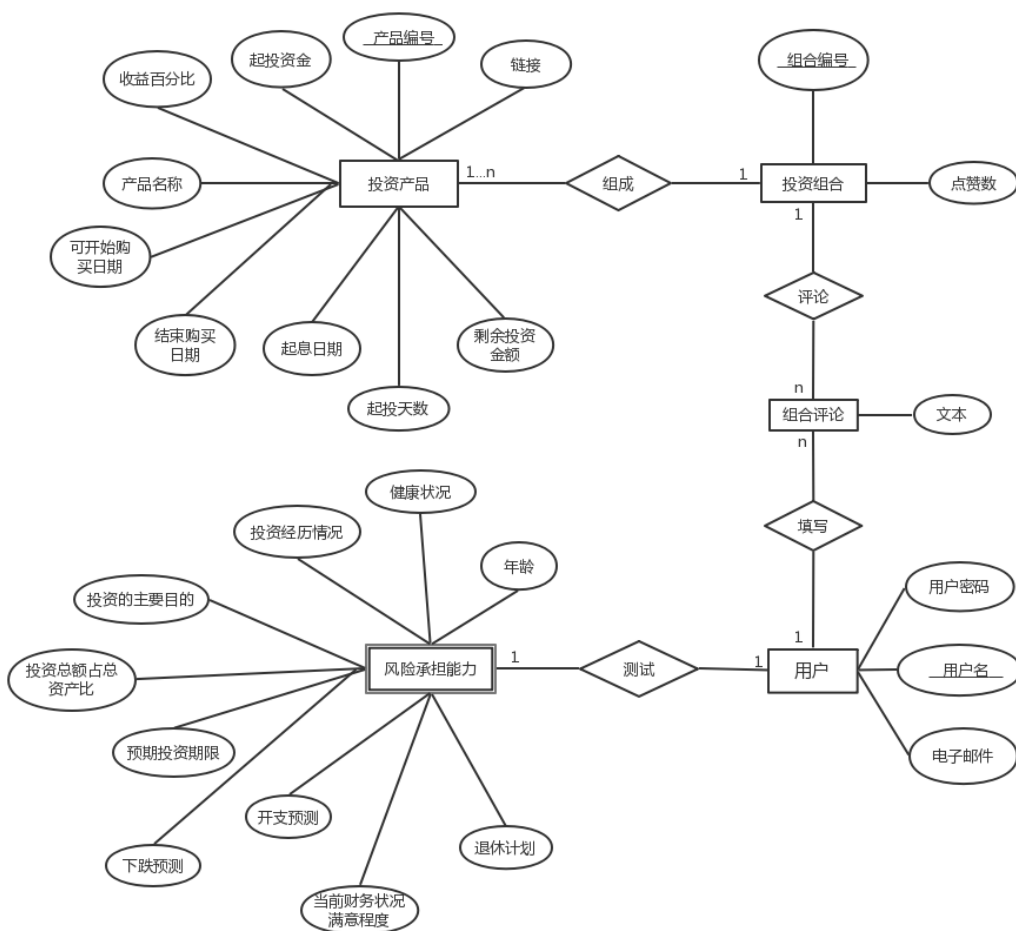 产品编号
组合编号
起投资金
链接
收益百分比
1...n
组成
1
投资产品
投资组合
点赞数
产品名称
1
可开始购
买日期
评论
结束购买
日期
起息日期
剩余投资
金额
n
起投天数
组合评论
文本
n
健康状况
投资经历情况
填写
年龄
用户密码
投资的主要目的
1
1
测试
1
风险承担能力
用户
用户名
投资总额占总
资产比
预期投资期限
电子邮件
开支预测
退休计划
下跌预测
当前财务状况
满意程度